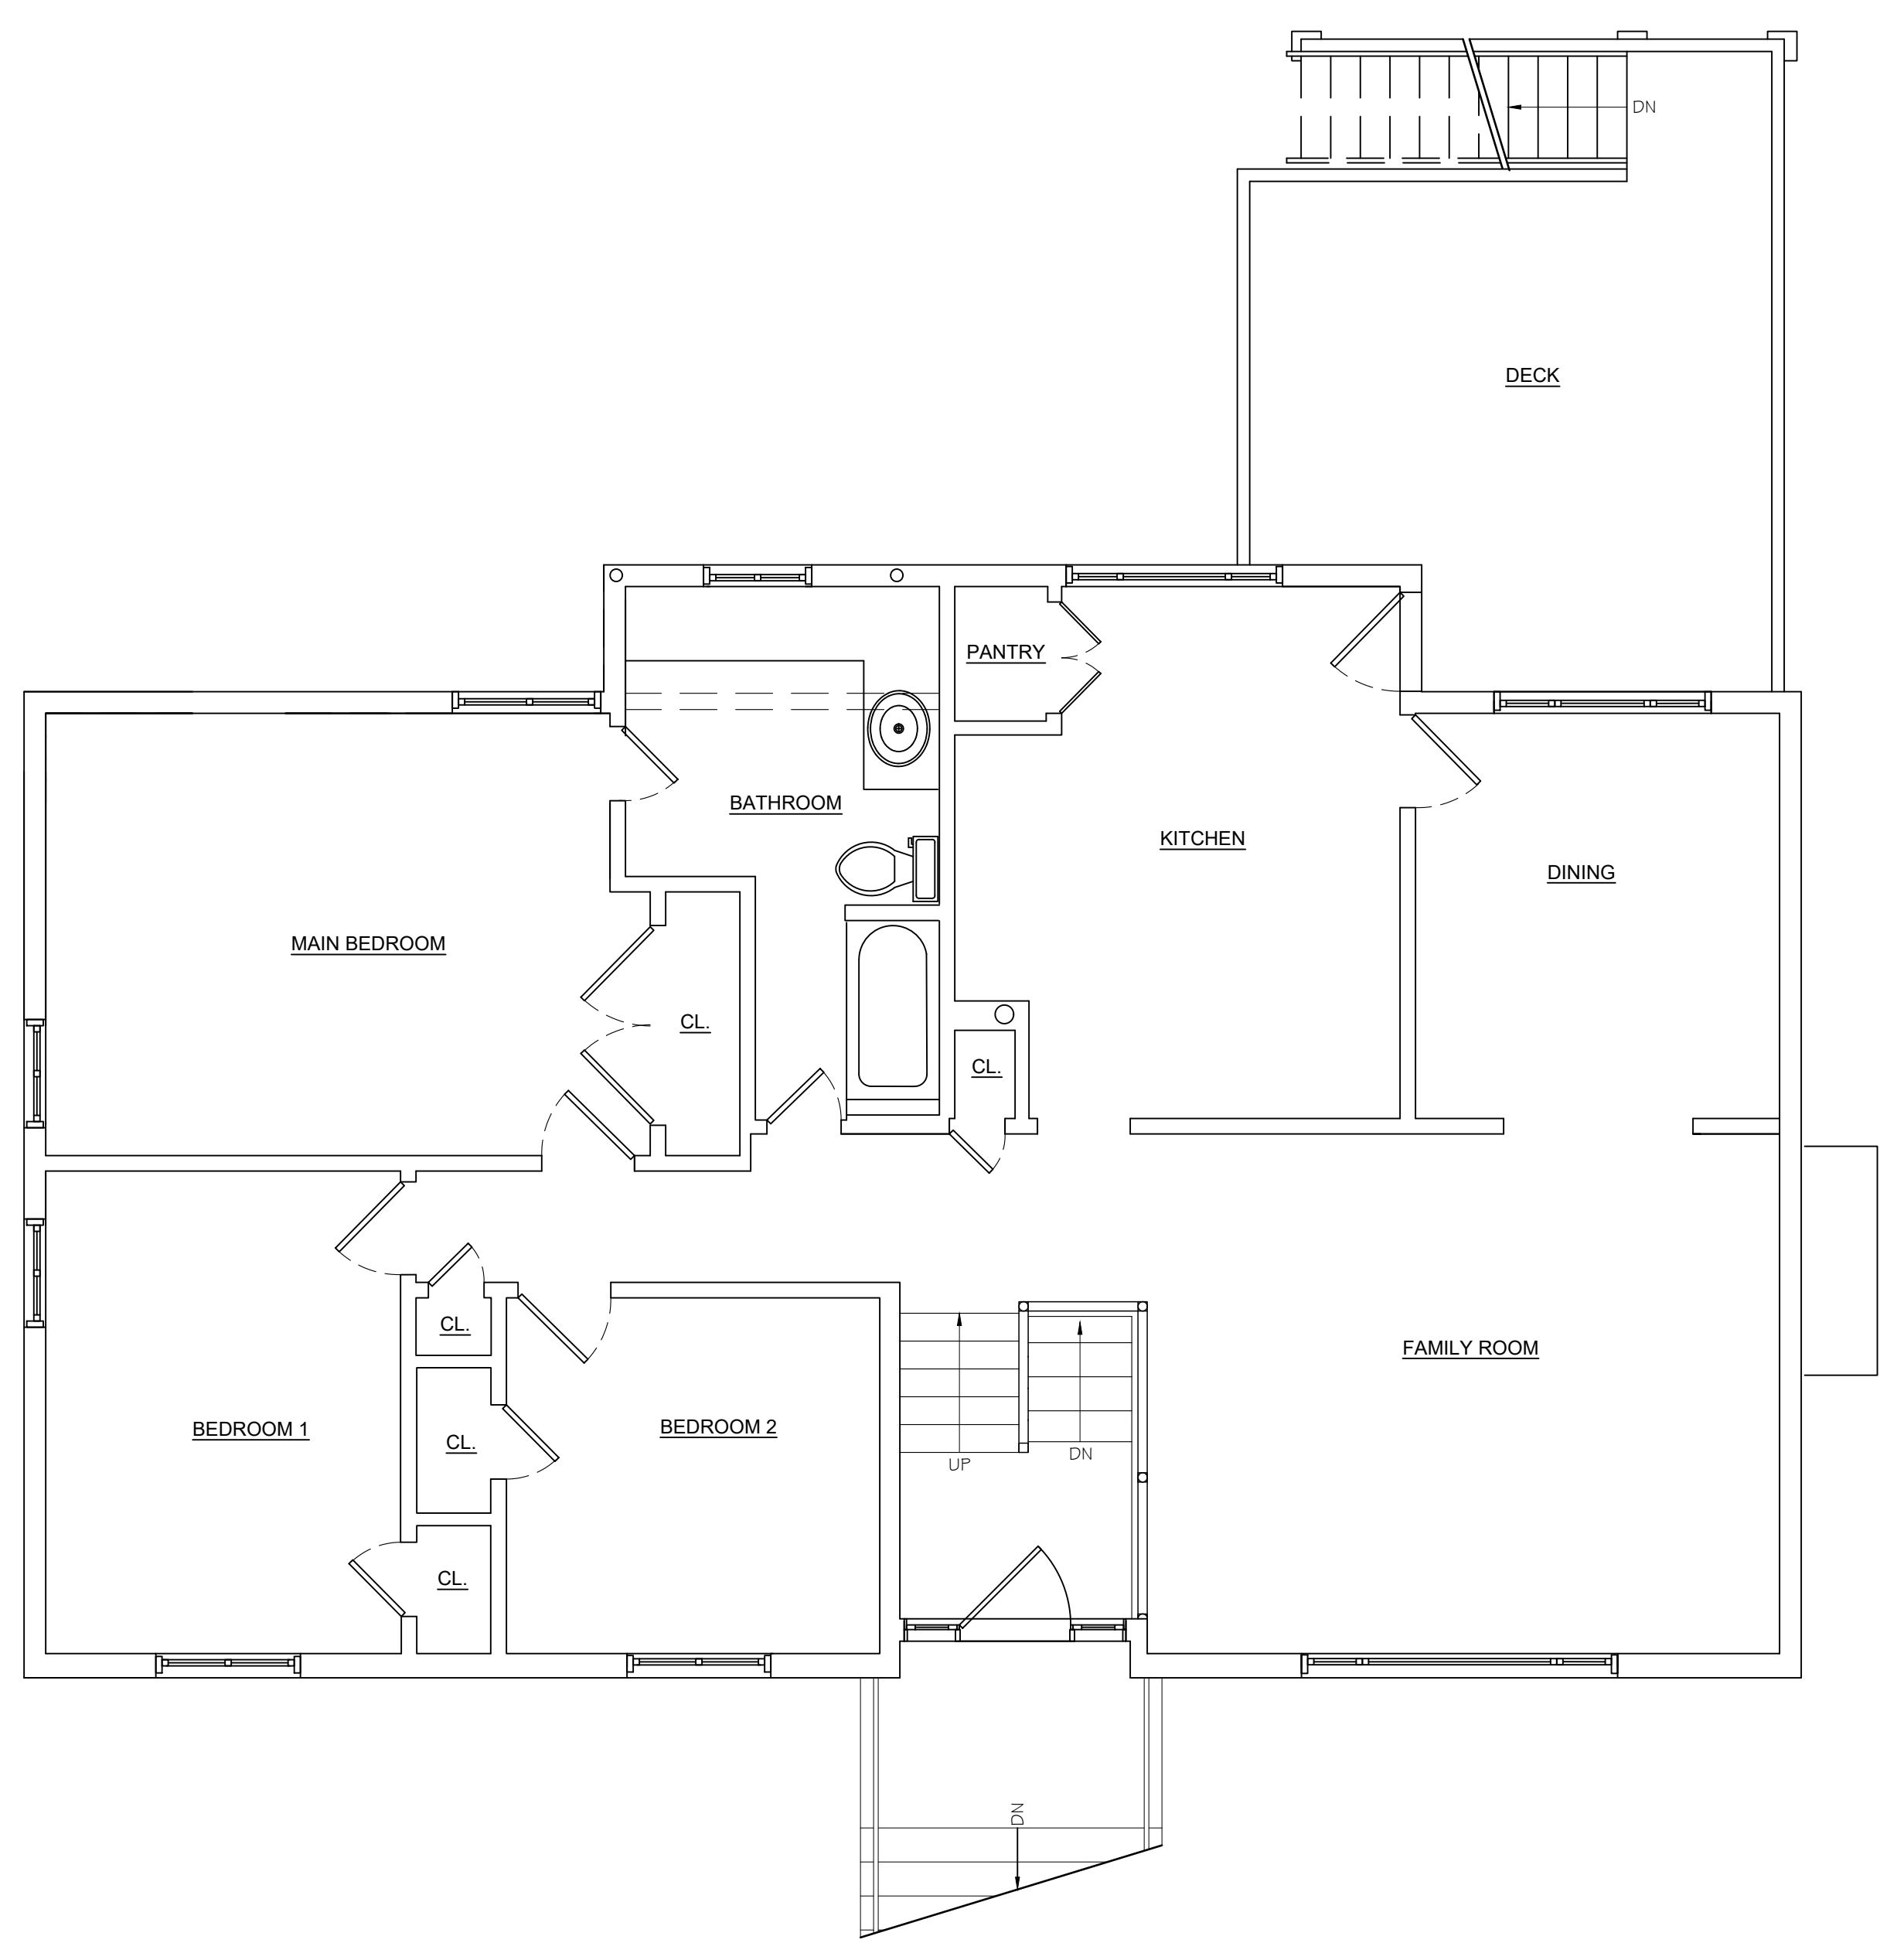 DN
DECK
PANTRY
BATHROOM
KITCHEN
DINING
MAIN BEDROOM
CL.
CL.
CL.
FAMILY ROOM
BEDROOM 1
BEDROOM 2
CL.
UP
DN
CL.
DN